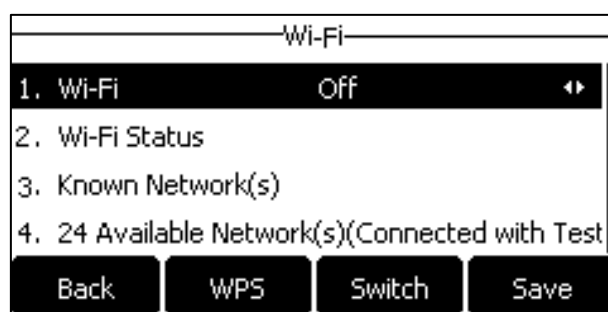 Wi-Fi
1. Wi-Fi Off
2. Wi-Fi Status
3. Known Network(s)
4. 24 Available Network(s)(Connected with Test
Back WPS Switch Save